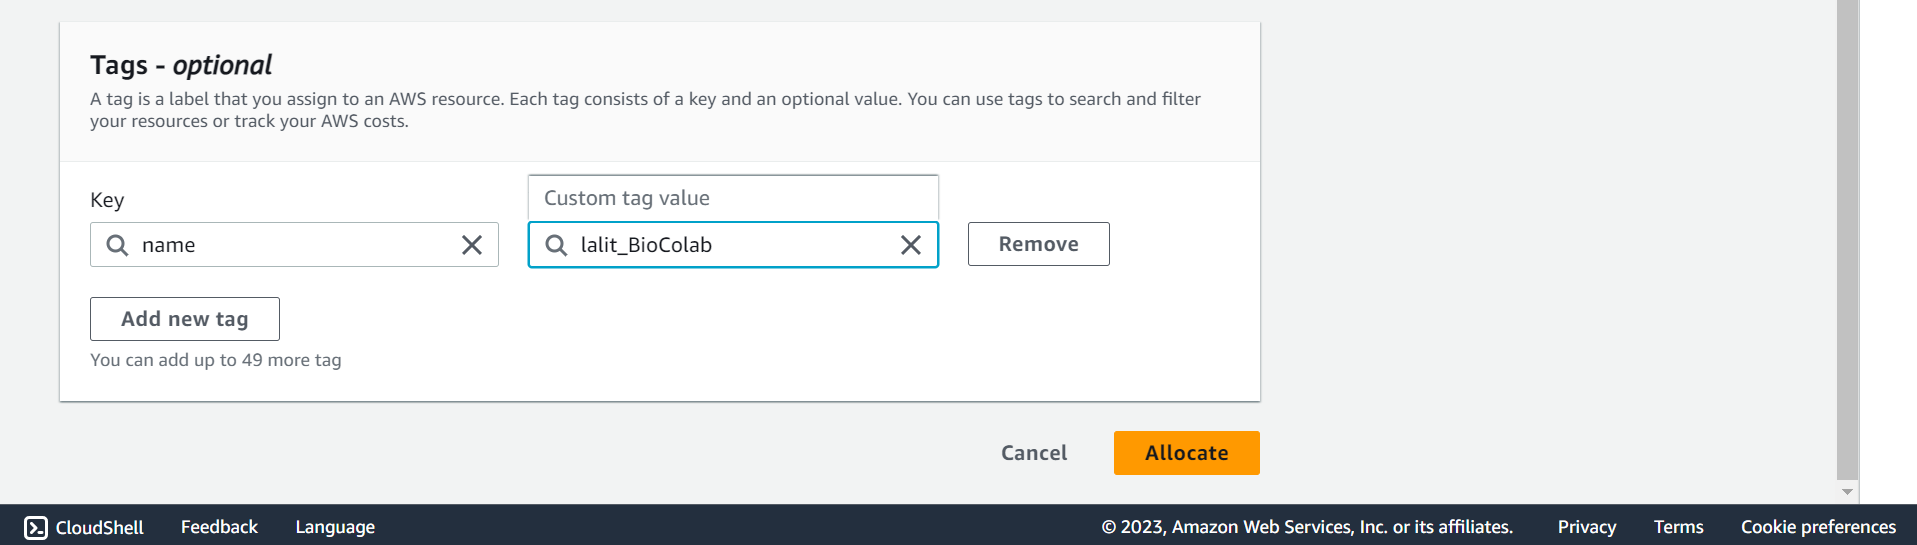 Tags - optional
A tag is a label that you assign to an AWS resource. Each tag consists of a key and an optional value. You can use tags to search and filter
your resources or track your AWS costs.
Key
Custom tag value
name
lalit_BioColab
Remove
Add new tag
You can add up to 49 more tag
Cancel
Allocate
CloudShell
Feedback
Language
© 2023, Amazon Web Services, Inc. or its affiliates.
Privacy
Terms
Cookie preferences